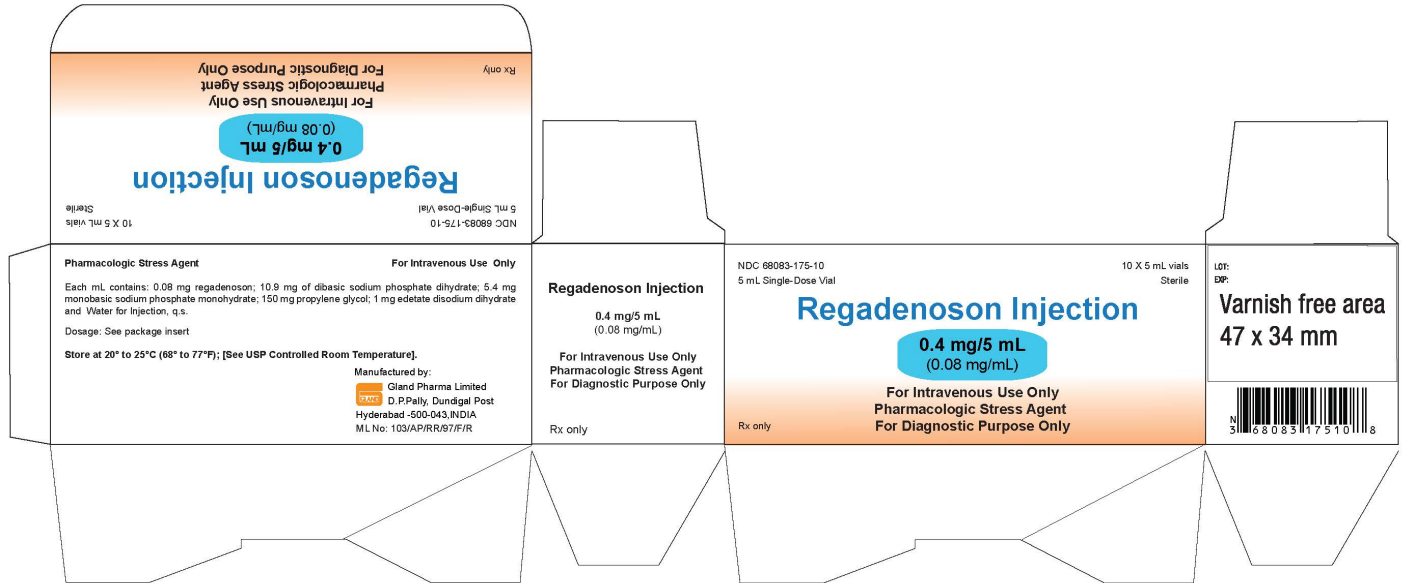 Rx only
For Diagnostic Purpose Only
Pharmacologic Stress Agent
For Intravenous Use Only
(0.08 mg/mL)
0.4 mg/5 mL
Regadenoson Injection
5 mL Single-Dose Vial
Sterile
NDC 68083-175-10
10 X 5 mL vials
Pharmacologic Stress Agent
For Intravenous Use Only
Each mL contains: 0.08 mg regadenoson; 10.9 mg of dibasic sodium phosphate dihydrate; 5.4 mg
monobasic sodium phosphate monohydrate; 150 mg propylene glycol; 1 mg edetate disodium dihydrate
and Water for Injection, q.s.
Dosage: See package insert
Store at 20° to 25°C (68° to 77°F); [See USP Controlled Room Temperature].
Manufactured by:
GLAND
Gland Pharma Limited
D.P.Pally, Dundigal Post
Hyderabad -500-043,INDIA
ML No: 103/AP/RR/97/F/R
Regadenoson Injection
0.4 mg/5 mL
(0.08 mg/mL)
For Intravenous Use Only
Pharmacologic Stress Agent
For Diagnostic Purpose Only
Rx only
NDC 68083-175-10
10 X 5 mL vials
5 mL Single-Dose Vial
Sterile
Regadenoson Injection
0.4 mg/5 mL
(0.08 mg/mL)
For Intravenous Use Only
Pharmacologic Stress Agent
For Diagnostic Purpose Only
Rx only
LOT:
EXP:
Varnish free area
47 x 34 mm
N
3 68083 17510 8